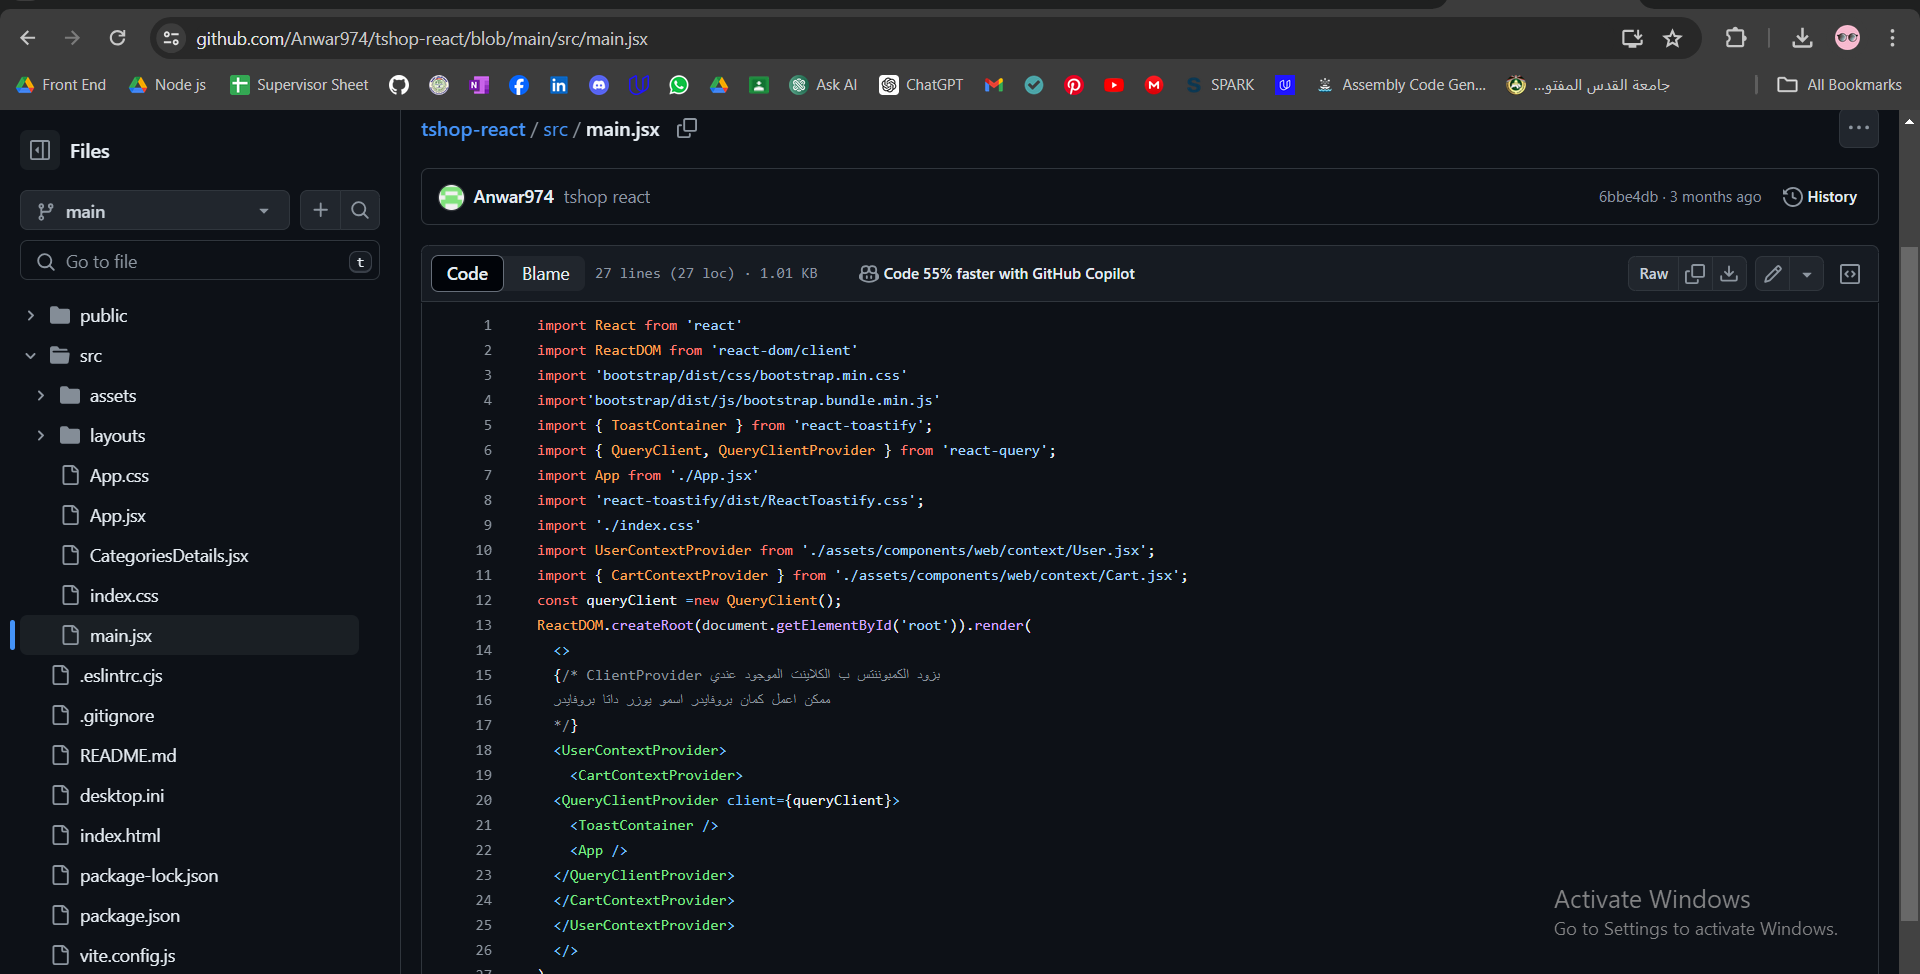 github.com/Anwar974/tshop-react/blob/main/src/main.jsx
Front End
Node js
Supervisor Sheet
Ask AI
ChatGPT
SPARK
Assembly Code Gen...
جامعة القدس المفتو...
All Bookmarks
Files
main
Go to file
t
public
src
assets
layouts
App.css
App.jsx
CategoriesDetails.jsx
index.css
main.jsx
.eslintrc.cjs
.gitignore
README.md
desktop.ini
index.html
package-lock.json
package.json
vite.config.js
tshop-react / src / main.jsx
Anwar974 tshop react
6bbe4db · 3 months ago
History
Code
Blame
27 lines (27 loc) · 1.01 KB
Code 55% faster with GitHub Copilot
Raw
1 import React from 'react'
2 import ReactDOM from 'react-dom/client'
3 import 'bootstrap/dist/css/bootstrap.min.css'
4 import'bootstrap/dist/js/bootstrap.bundle.min.js'
5 import { ToastContainer } from 'react-toastify';
6 import { QueryClient, QueryClientProvider } from 'react-query';
7 import App from './App.jsx'
8 import 'react-toastify/dist/ReactToastify.css';
9 import './index.css'
10 import UserContextProvider from './assets/components/web/context/User.jsx';
11 import { CartContextProvider } from './assets/components/web/context/Cart.jsx';
12 const queryClient =new QueryClient();
13 ReactDOM.createRoot(document.getElementById('root')).render(
14 <>
15 {/* ClientProvider بزود الكمبوننتس ب الكلاينت الموجود عندي
16 ممكن اعمل كمان بروفايدر اسمو يوزر داتا بروفايدر
17 */}
18 <UserContextProvider>
19 <CartContextProvider>
20 <QueryClientProvider client={queryClient}>
21 <ToastContainer />
22 <App />
23 </QueryClientProvider>
24 </CartContextProvider>
25 </UserContextProvider>
26 </>
27 )
Activate Windows
Go to Settings to activate Windows.